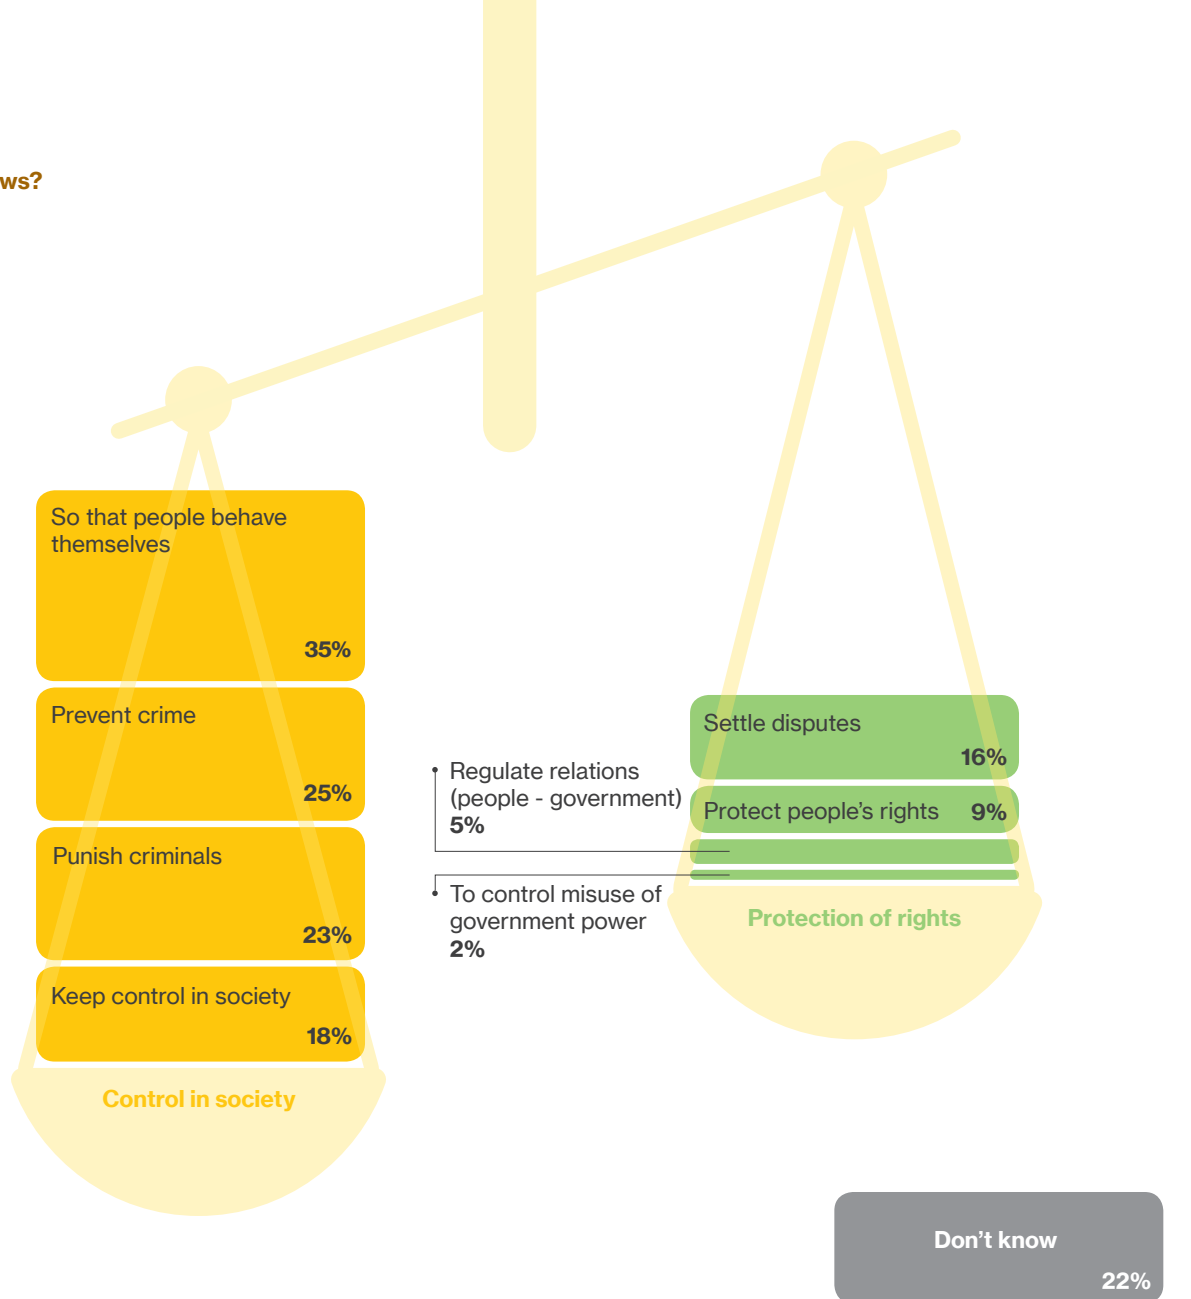 ws?
So that people behave
themselves
35%
Prevent crime
25%
Punish criminals
23%
Keep control in society
18%
Control in society
Regulate relations
(people - government)
5%
To control misuse of
government power
2%
Settle disputes
16%
Protect people’s rights 9%
Protection of rights
Don’t know
22%